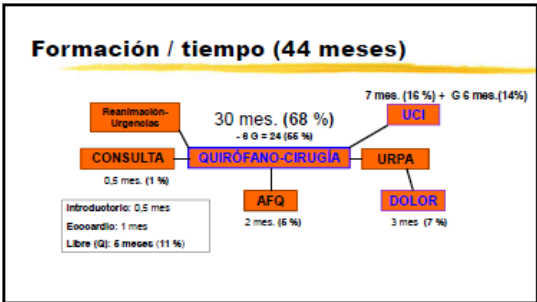 Formación / tiempo (44 meses)
7 mes. (16 %) + G 6 mes.(14%)
Reanimación-
Urgencias
30 mes. (68 %)
- 6 G = 24 (55 %)
UCI
CONSULTA
QUIRÓFANO-CIRUGÍA
URPA
0,5 mes. (1 %)
AFQ
DOLOR
2 mes. (5 %)
3 mes (7 %)
Introductorio: 0,5 mes
Ecocardio: 1 mes
Libre (Q): 5 meses (11 %)